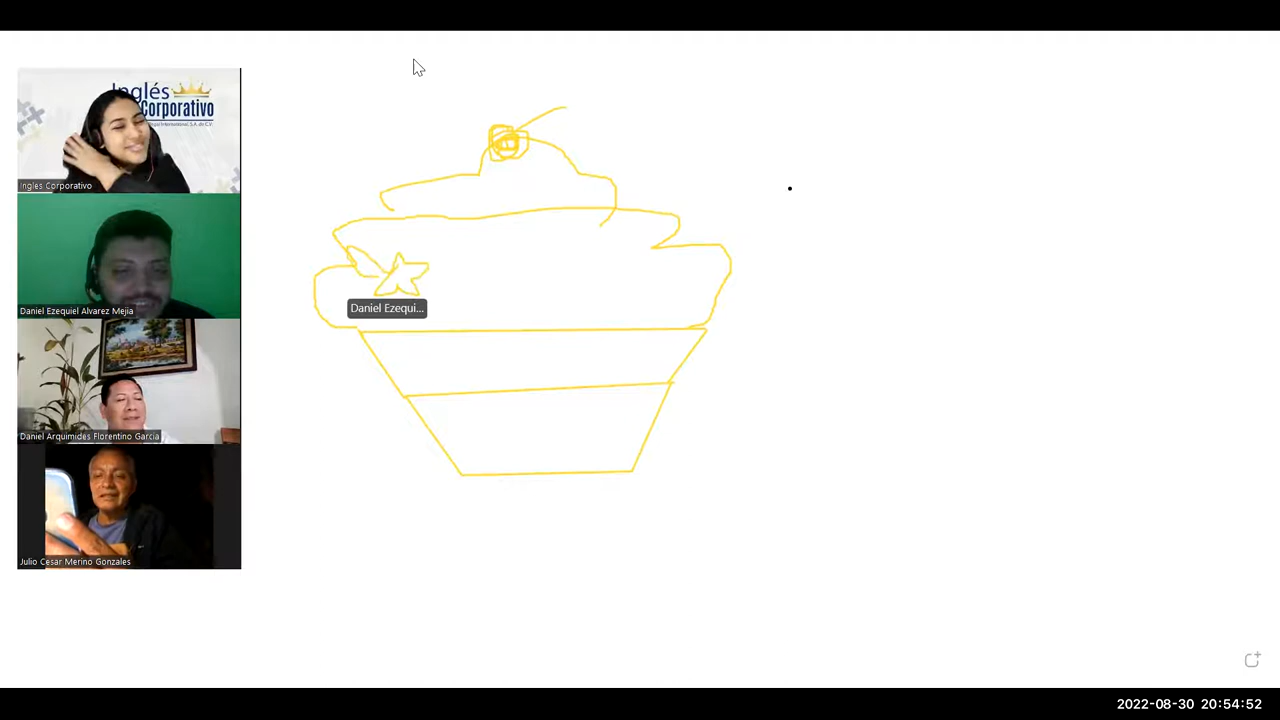 Inglés
Corporativo
Ingles Corporativo
Daniel Ezequiel Alvarez Mejia
Daniel Arquimides Florentino García
Julio Cesar Merino Gonzales
Daniel Ezequi...
2022-08-30 20:54:52